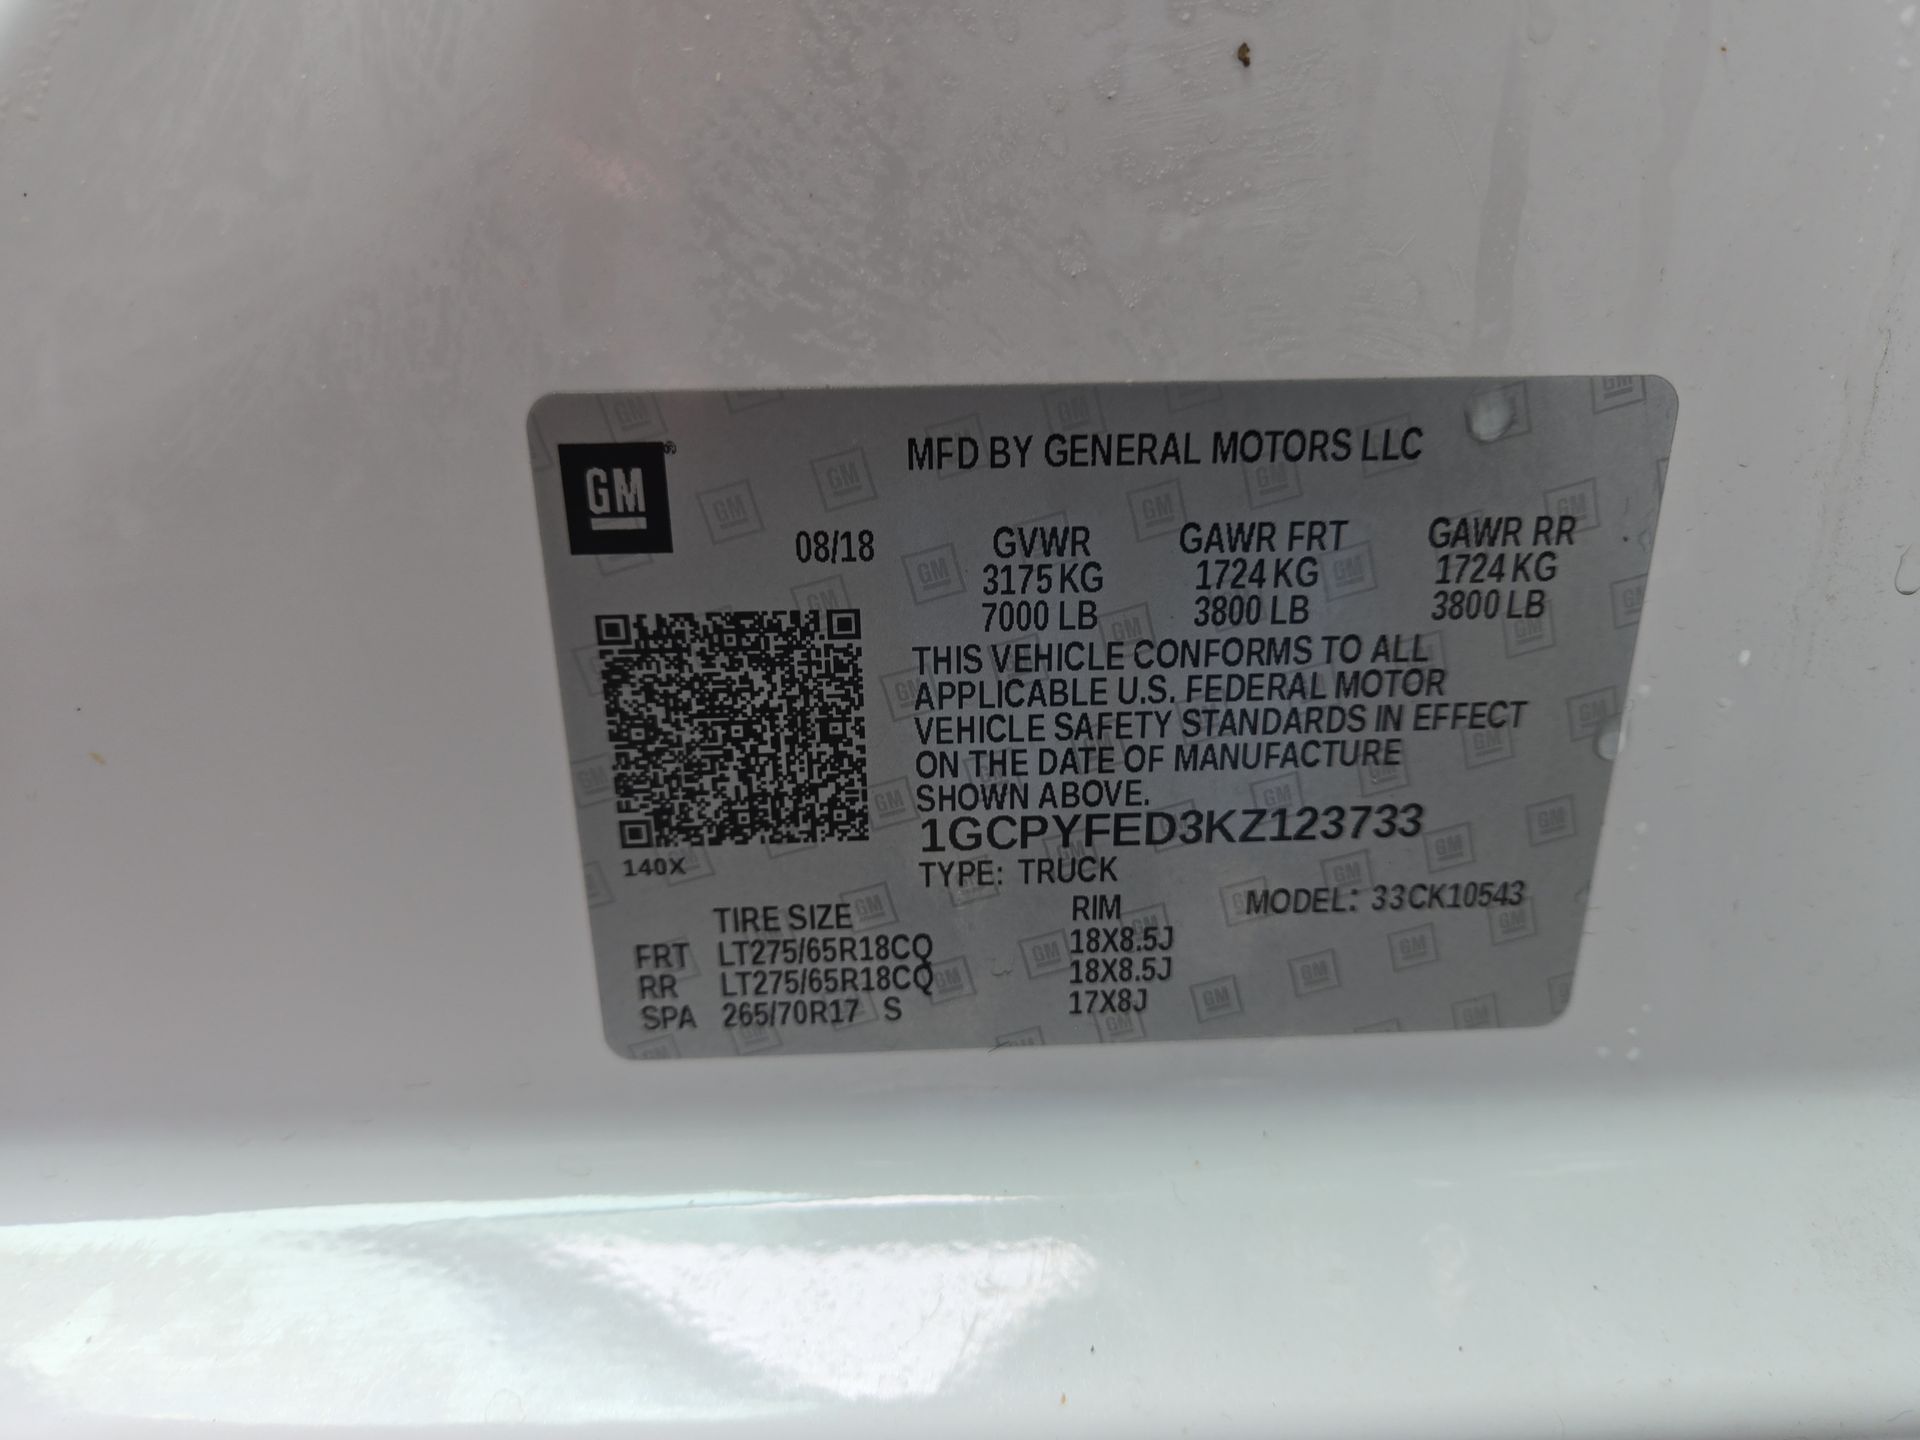 GM
MFD BY GENERAL MOTORS LLC
08/18 GVWR GAWR FRT GAWR RR
3175 KG 1724 KG 1724 KG
7000 LB 3800 LB 3800 LB
THIS VEHICLE CONFORMS TO ALL
APPLICABLE U.S. FEDERAL MOTOR
VEHICLE SAFETY STANDARDS IN EFFECT
ON THE DATE OF MANUFACTURE
SHOWN ABOVE.
1GCPYFED3KZ123733
140X
TYPE: TRUCK
MODEL: 33CK10543
TIRE SIZE RIM
FRT LT275/65R18CQ 18X8.5J
RR LT275/65R18CQ 18X8.5J
SPA 265/70R17 S 17X8J